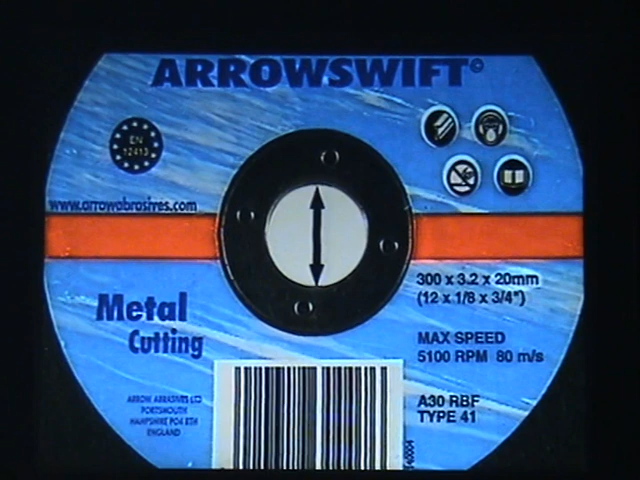 ARROWSWIFT©
EN
12413
www.arrowabrasives.com
300 x 3.2 x 20mm
(12 x 1/8 x 3/4")
Metal
Cutting
MAX SPEED
5100 RPM 80 m/s
ARROW ABRASIVES LTD
PORTSMOUTH
HAMPSHIRE PO4 8TH
ENGLAND
A30 RBF
TYPE 41